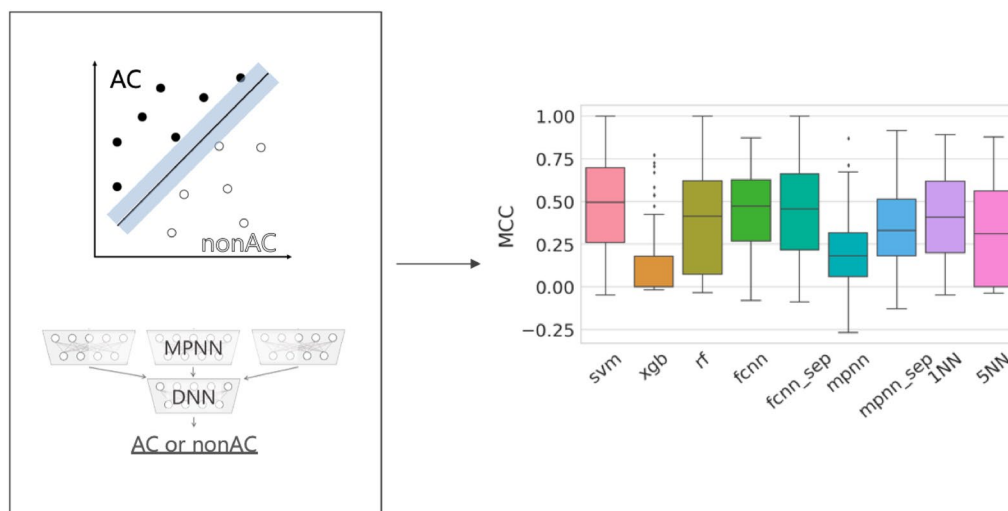 AC
nonAC
MPNN
DNN
AC or nonAC
MCC
1.00
0.75
0.50
0.25
0.00
−0.25
svm
xgb
rf
fcnn
fcnn_sep
mpnn
mpnn_sep
1NN
5NN